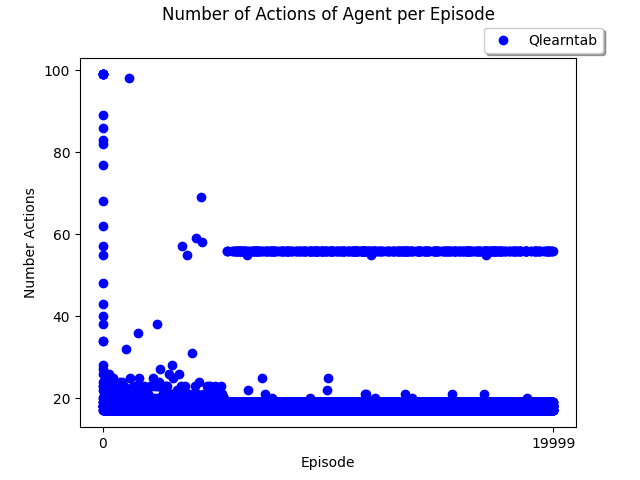 Number of Actions of Agent per Episode
Qlearntab
100
80
60
40
20
Number Actions
0
19999
Episode